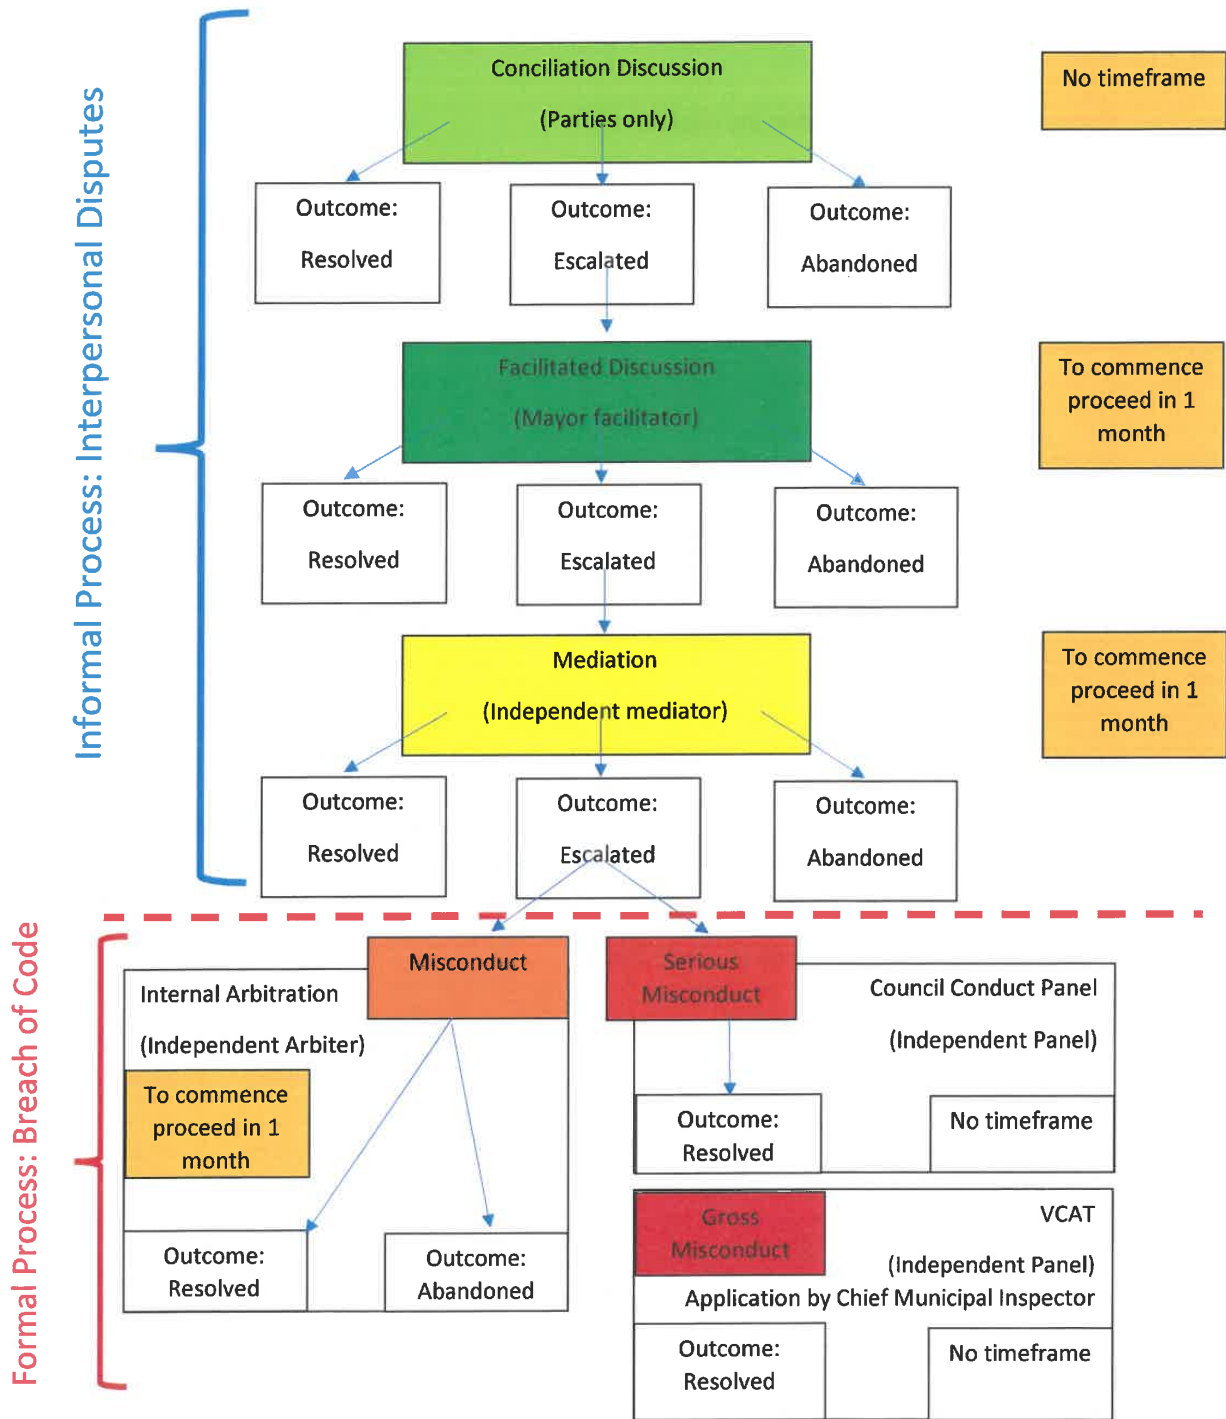 Informal Process: Interpersonal Disputes
Conciliation Discussion
(Parties only)
No timeframe
Outcome:
Resolved
Outcome:
Escalated
Outcome:
Abandoned
Facilitated Discussion
(Mayor facilitator)
To commence
proceed in 1
month
Outcome:
Resolved
Outcome:
Escalated
Outcome:
Abandoned
Mediation
(Independent mediator)
To commence
proceed in 1
month
Outcome:
Resolved
Outcome:
Escalated
Outcome:
Abandoned
Formal Process: Breach of Code
Misconduct
Internal Arbitration
(Independent Arbiter)
To commence
proceed in 1
month
Outcome:
Resolved
Outcome:
Abandoned
Serious
Misconduct
Council Conduct Panel
(Independent Panel)
Outcome:
Resolved
No timeframe
Gross
Misconduct
VCAT
(Independent Panel)
Application by Chief Municipal Inspector
Outcome:
Resolved
No timeframe